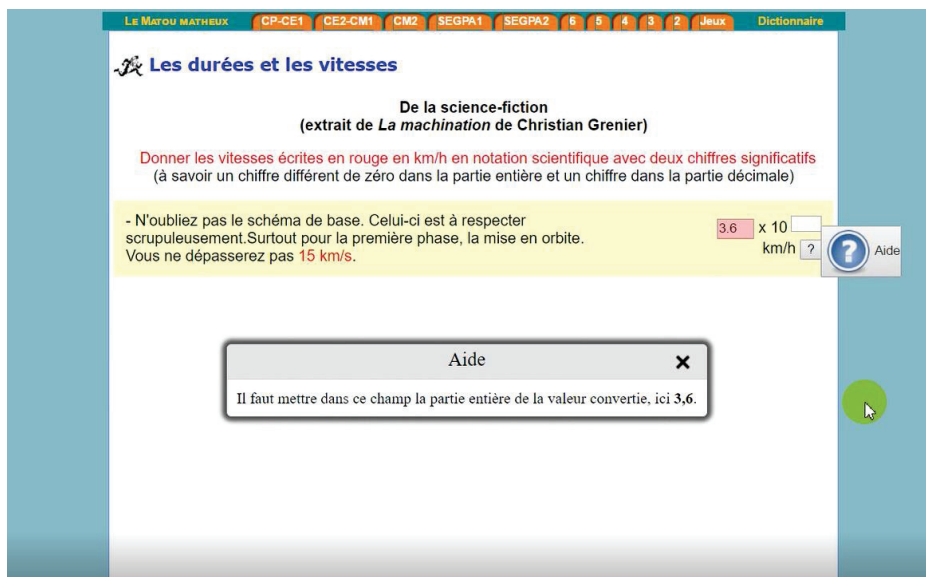 LE MATOU MATHEUX CP-CE1 CE2-CM1 CM2 SEGPA1 SEGPA2 6 5 4 3 2 Jeux Dictionnaire
Les durées et les vitesses
De la science-fiction
(extrait de La machination de Christian Grenier)
Donner les vitesses écrites en rouge en km/h en notation scientifique avec deux chiffres significatifs
(à savoir un chiffre différent de zéro dans la partie entière et un chiffre dans la partie décimale)
- N'oubliez pas le schéma de base. Celui-ci est à respecter
scrupuleusement.Surtout pour la première phase, la mise en orbite.
Vous ne dépasserez pas 15 km/s.
3.6 x 10
km/h ?
? Aide
Aide
Il faut mettre dans ce champ la partie entière de la valeur convertie, ici 3,6.